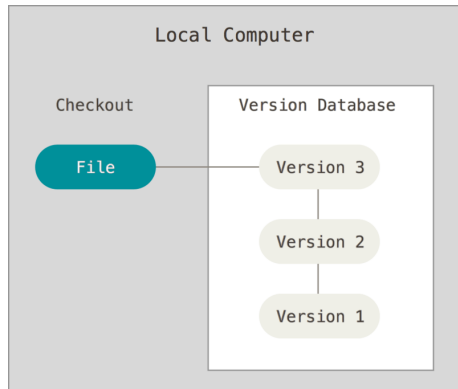 Local Computer
Checkout
Version Database
File
Version 3
Version 2
Version 1